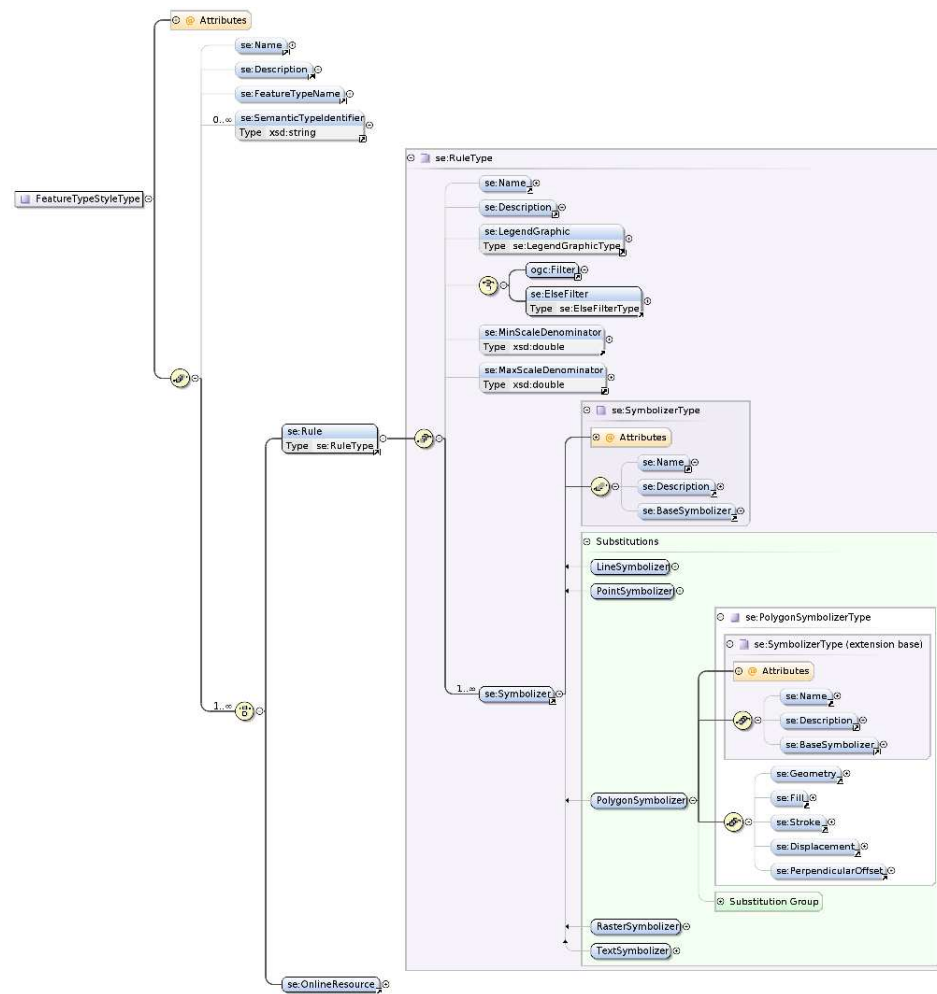 @ Attributes
se:Name
se:Description
se:FeatureTypeName
0..∞
se:SemanticTypeIdentifier
Type xsd:string
FeatureTypeStyleType
se:RuleType
se:Name
se:Description
se:LegendGraphic
Type se:LegendGraphicType
ogc:Filter
se:ElseFilter
Type se:ElseFilterType
se:MinScaleDenominator
Type xsd:double
se:MaxScaleDenominator
Type xsd:double
se:Rule
Type se:RuleType
se:SymbolizerType
@ Attributes
se:Name
se:Description
se:BaseSymbolizer
Substitutions
LineSymbolizer
PointSymbolizer
se:PolygonSymbolizerType
se:SymbolizerType (extension base)
@ Attributes
se:Name
se:Description
se:BaseSymbolizer
1..∞
se:Symbolizer
1..∞
PolygonSymbolizer
se:Geometry
se:Fill
se:Stroke
se:Displacement
se:PerpendicularOffset
Substitution Group
RasterSymbolizer
TextSymbolizer
se:OnlineResource